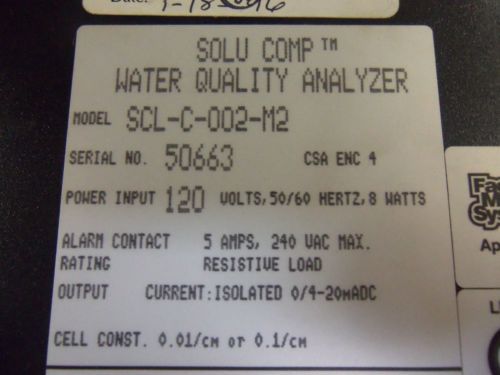 Date:
SOLU COMP™
WATER QUALITY ANALYZER
MODEL SCL-C-002-M2
SERIAL NO. 50663 CSA ENC 4
POWER INPUT 120 VOLTS, 50/60 HERTZ, 8 WATTS
ALARM CONTACT 5 AMPS, 240 VAC MAX.
RATING RESISTIVE LOAD
OUTPUT CURRENT: ISOLATED 0/4-20mADC
CELL CONST. 0.01/cm or 0.1/cm